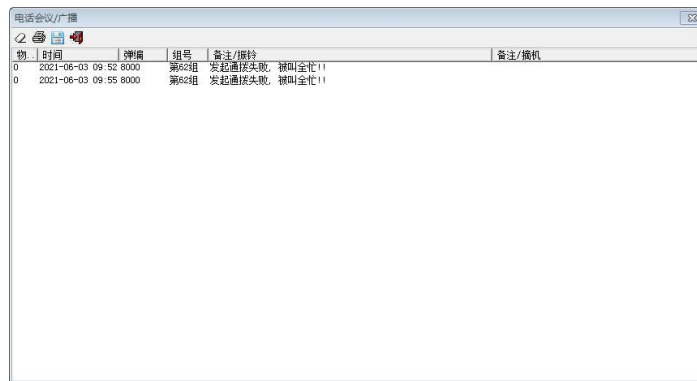 电话会议/广播
物.. 时间 弹编 组号 备注/振铃 备注/摘机
0 2021-06-03 09:52 8000 第62组 发起通拨失败, 被叫全忙!!
0 2021-06-03 09:55 8000 第62组 发起通拨失败, 被叫全忙!!